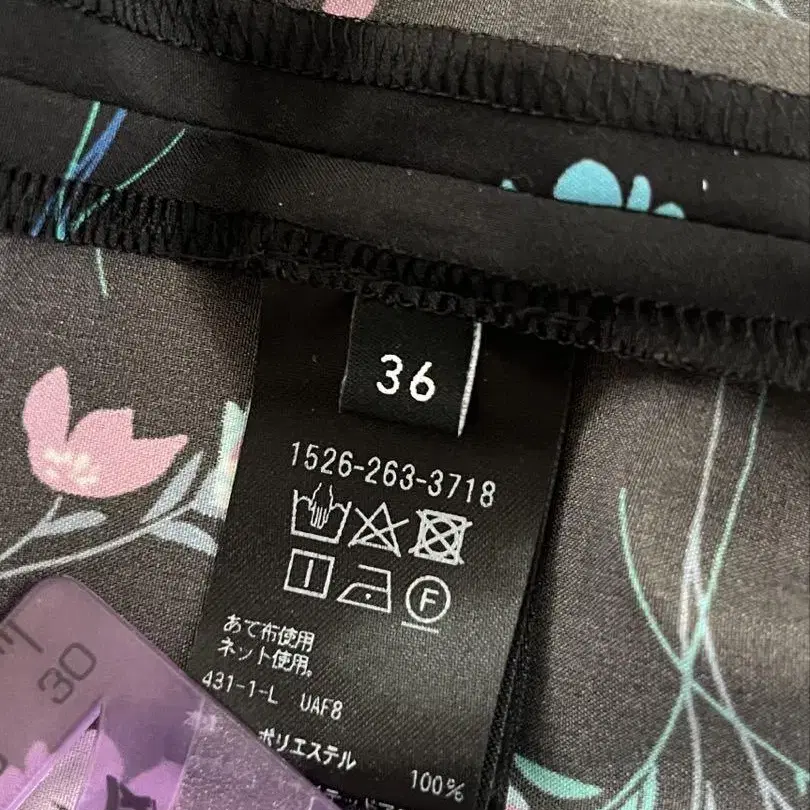 36
1526-263-3718
F
あて布使用
ネット使用。
431-1-L UAF8
ポリエステル 100%
30